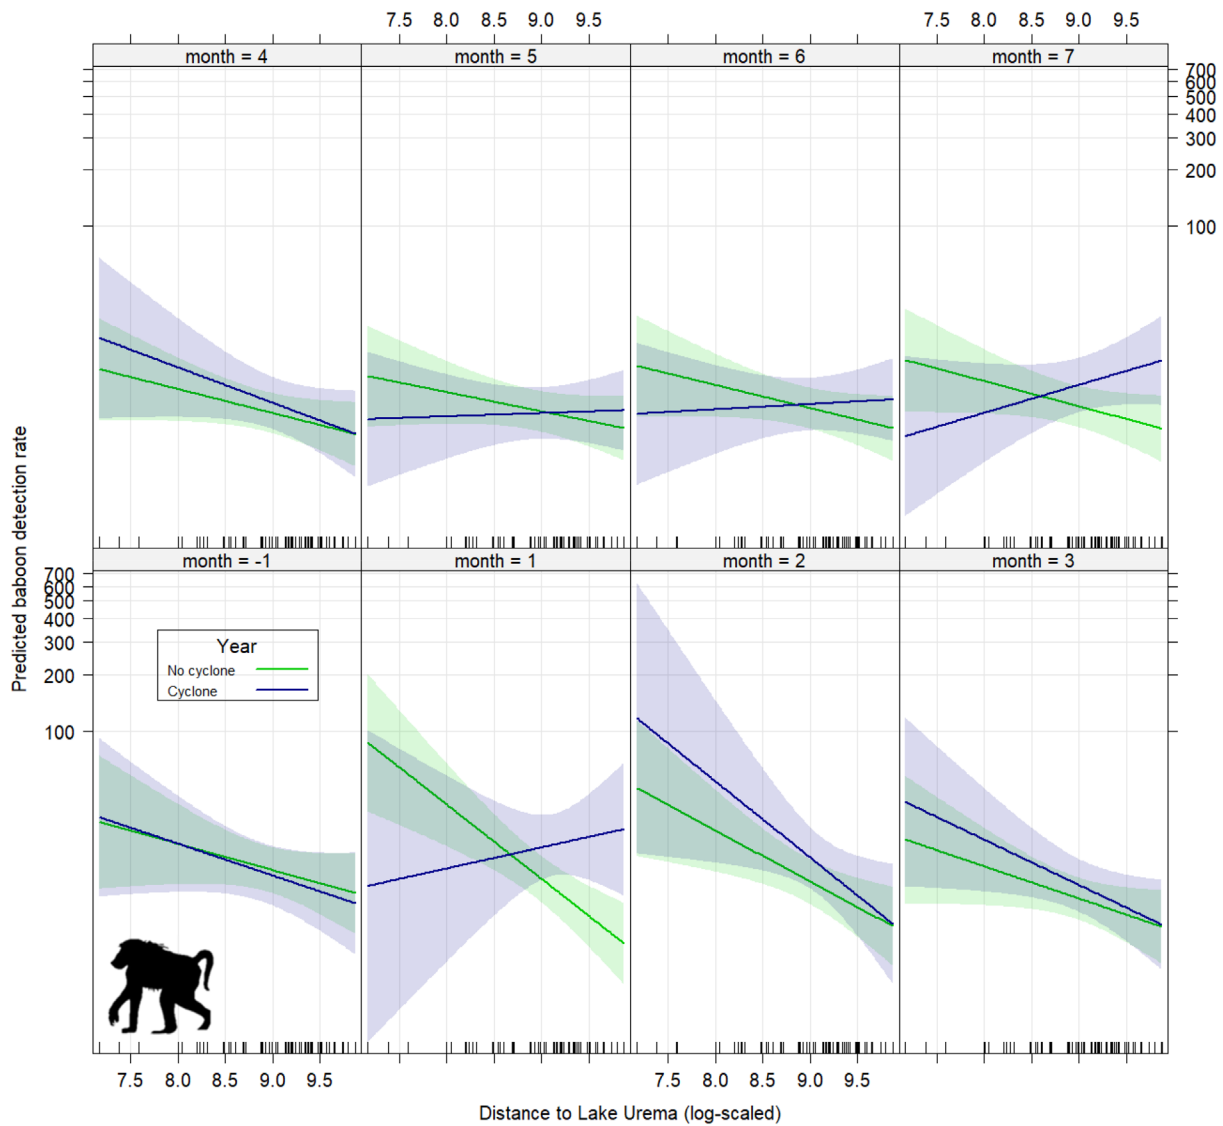 7.5 8.0 8.5 9.0 9.5 7.5 8.0 8.5 9.0 9.5
month = 4 month = 5 month = 6 month = 7
700
600
500
400
300
200
100
Predicted baboon detection rate
month = -1 month = 1 month = 2 month = 3
700
600
500
400
300
200
100
Year
No cyclone
Cyclone
7.5 8.0 8.5 9.0 9.5 7.5 8.0 8.5 9.0 9.5
Distance to Lake Urema (log-scaled)